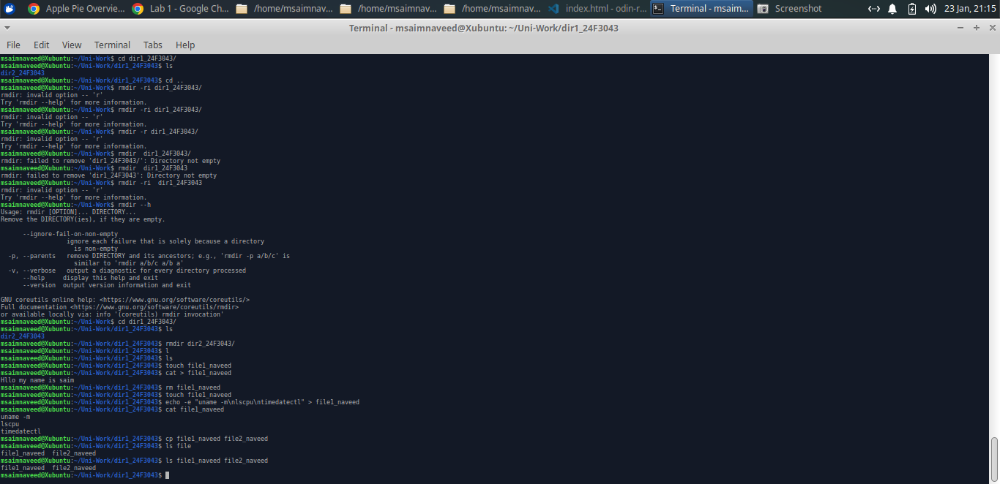 Apple Pie Overvie... Lab 1 - Google Ch... /home/msaimnav... /home/msaimnav... /home/msaimnav... index.html - odin-r... Terminal - msaim... Screenshot 23 Jan, 21:15
Terminal - msaimnaveed@Xubuntu: ~/Uni-Work/dir1_24F3043
File Edit View Terminal Tabs Help
msaimnaveed@Xubuntu:~/Uni-Work$ cd dir1_24F3043/
msaimnaveed@Xubuntu:~/Uni-Work/dir1_24F3043$ ls
dir2_24F3043
msaimnaveed@Xubuntu:~/Uni-Work/dir1_24F3043$ cd ..
msaimnaveed@Xubuntu:~/Uni-Work$ rmdir -ri dir1_24F3043/
rmdir: invalid option -- 'r'
Try 'rmdir --help' for more information.
msaimnaveed@Xubuntu:~/Uni-Work$ rmdir -ri dir1_24F3043/
rmdir: invalid option -- 'r'
Try 'rmdir --help' for more information.
msaimnaveed@Xubuntu:~/Uni-Work$ rmdir -r dir1_24F3043/
rmdir: invalid option -- 'r'
Try 'rmdir --help' for more information.
msaimnaveed@Xubuntu:~/Uni-Work$ rmdir  dir1_24F3043/
rmdir: failed to remove 'dir1_24F3043/': Directory not empty
msaimnaveed@Xubuntu:~/Uni-Work$ rmdir  dir1_24F3043
rmdir: failed to remove 'dir1_24F3043': Directory not empty
msaimnaveed@Xubuntu:~/Uni-Work$ rmdir -ri  dir1_24F3043
rmdir: invalid option -- 'r'
Try 'rmdir --help' for more information.
msaimnaveed@Xubuntu:~/Uni-Work$ rmdir --h
Usage: rmdir [OPTION]... DIRECTORY...
Remove the DIRECTORY(ies), if they are empty.
--ignore-fail-on-non-empty
ignore each failure that is solely because a directory
is non-empty
-p, --parents   remove DIRECTORY and its ancestors; e.g., 'rmdir -p a/b/c' is
similar to 'rmdir a/b/c a/b a'
-v, --verbose   output a diagnostic for every directory processed
--help     display this help and exit
--version  output version information and exit
GNU coreutils online help: <https://www.gnu.org/software/coreutils/>
Full documentation <https://www.gnu.org/software/coreutils/rmdir>
or available locally via: info '(coreutils) rmdir invocation'
msaimnaveed@Xubuntu:~/Uni-Work$ cd dir1_24F3043/
msaimnaveed@Xubuntu:~/Uni-Work/dir1_24F3043$ ls
dir2_24F3043
msaimnaveed@Xubuntu:~/Uni-Work/dir1_24F3043$ rmdir dir2_24F3043/
msaimnaveed@Xubuntu:~/Uni-Work/dir1_24F3043$ l
msaimnaveed@Xubuntu:~/Uni-Work/dir1_24F3043$ ls
msaimnaveed@Xubuntu:~/Uni-Work/dir1_24F3043$ touch file1_naveed
msaimnaveed@Xubuntu:~/Uni-Work/dir1_24F3043$ cat > file1_naveed
Hllo my name is saim
msaimnaveed@Xubuntu:~/Uni-Work/dir1_24F3043$ rm file1_naveed
msaimnaveed@Xubuntu:~/Uni-Work/dir1_24F3043$ touch file1_naveed
msaimnaveed@Xubuntu:~/Uni-Work/dir1_24F3043$ echo -e "uname -m\nlscpu\ntimedatectl" > file1_naveed
msaimnaveed@Xubuntu:~/Uni-Work/dir1_24F3043$ cat file1_naveed
uname -m
lscpu
timedatectl
msaimnaveed@Xubuntu:~/Uni-Work/dir1_24F3043$ cp file1_naveed file2_naveed
msaimnaveed@Xubuntu:~/Uni-Work/dir1_24F3043$ ls file
file1_naveed  file2_naveed
msaimnaveed@Xubuntu:~/Uni-Work/dir1_24F3043$ ls file1_naveed file2_naveed
file1_naveed  file2_naveed
msaimnaveed@Xubuntu:~/Uni-Work/dir1_24F3043$